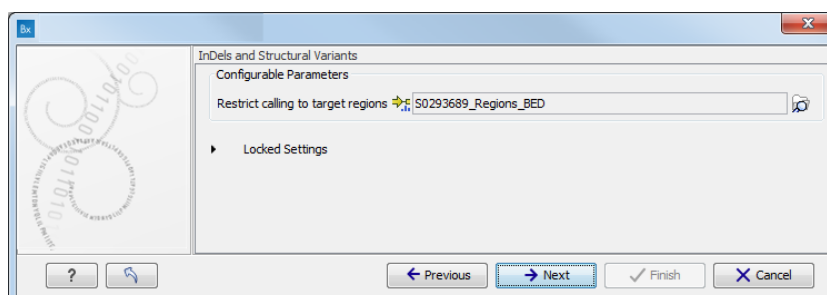 Bx
InDels and Structural Variants
Configurable Parameters
Restrict calling to target regions S0293689_Regions_BED
Locked Settings
? Previous Next Finish Cancel